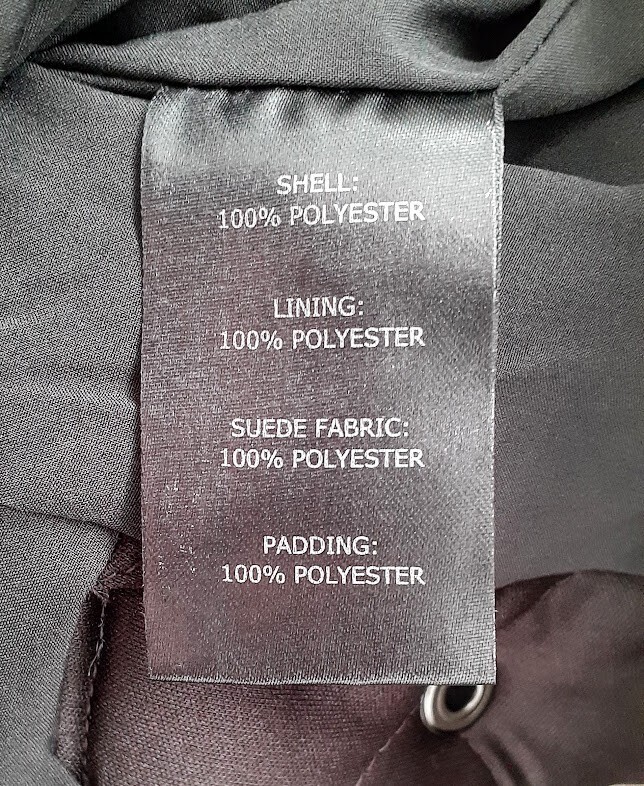 SHELL:
100% POLYESTER
LINING:
100% POLYESTER
SUEDE FABRIC:
100% POLYESTER
PADDING:
100% POLYESTER